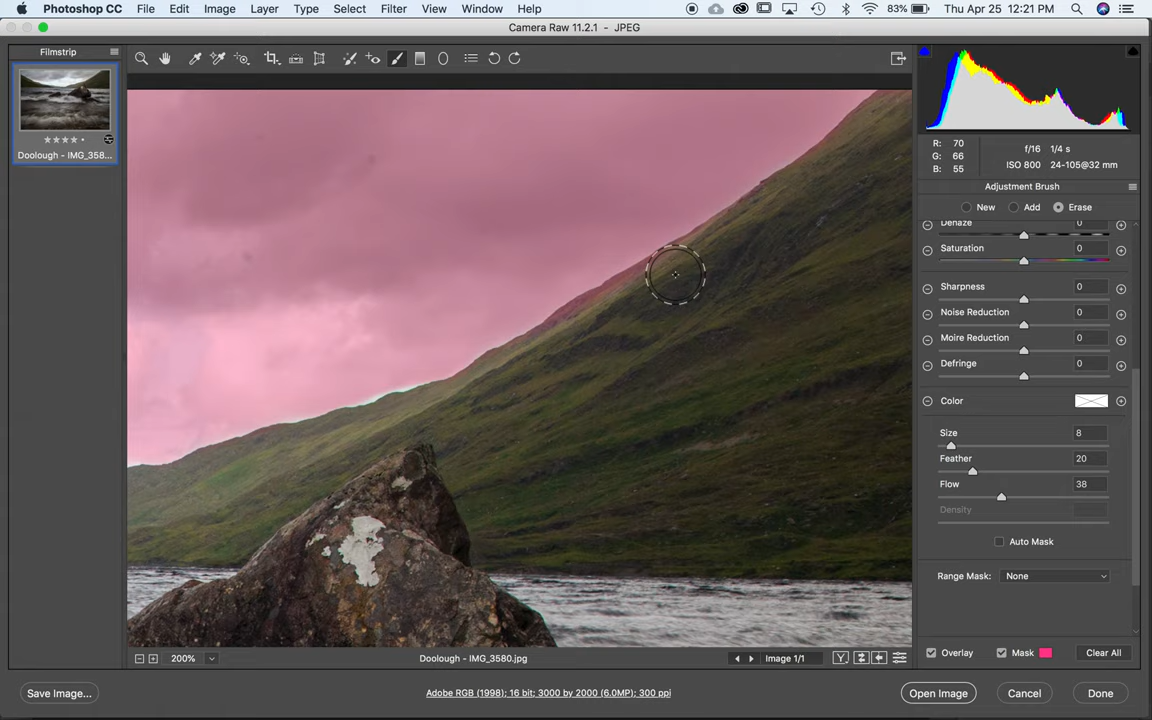 Photoshop CC File Edit Image Layer Type Select Filter View Window Help 83% Thu Apr 25 12:21 PM
Camera Raw 11.2.1 - JPEG
Filmstrip
Doolough - IMG_358...
R: 70
G: 66
B: 55
f/16 1/4 s
ISO 800 24-105@32 mm
Adjustment Brush
New Add Erase
Dehaze 0
Saturation 0
Sharpness 0
Noise Reduction 0
Moire Reduction 0
Defringe 0
Color
Size 8
Feather 20
Flow 38
Density
Auto Mask
Range Mask: None
Overlay Mask Clear All
200% Doolough - IMG_3580.jpg Image 1/1
Save Image... Adobe RGB (1998); 16 bit; 3000 by 2000 (6.0MP); 300 ppi Open Image Cancel Done